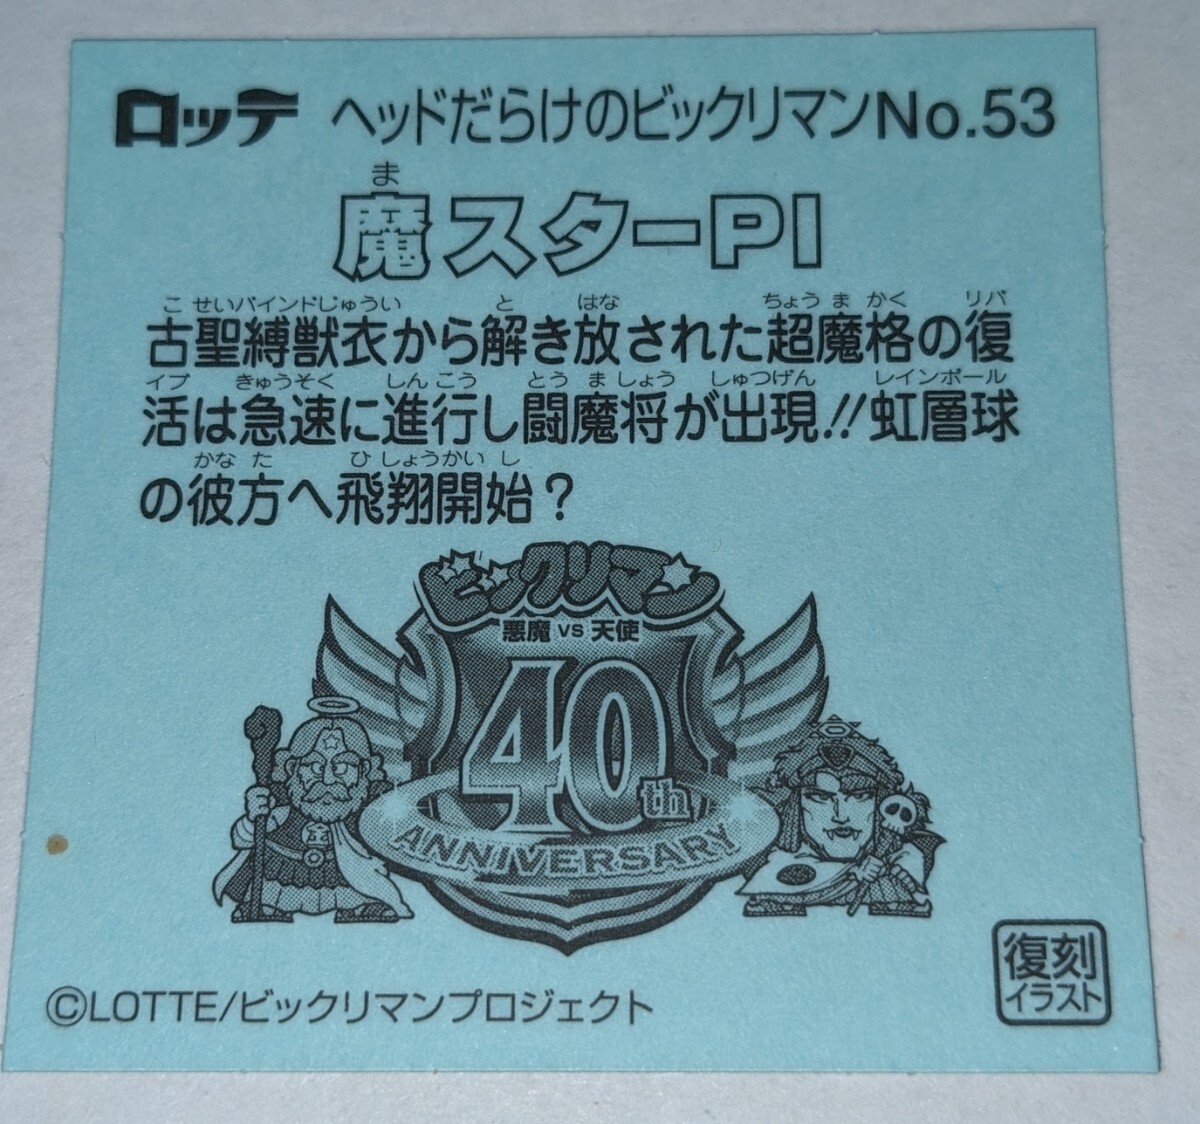 ロッテ ヘッドだらけのビックリマンNo.53
ま
魔スターPI
こ せいバインドじゅうい と はな ちょう ま かく リバ
古聖縛獣衣から解き放された超魔格の復
イブ きゅうそく しん こう とう ま しょう しゅつげん レインボール
活は急速に進行し闘魔将が出現!!虹層球
かな た ひ しょうかい し
の彼方へ飛翔開始？
ビックリマン
悪魔 VS 天使
40th
ANNIVERSARY
復刻
イラスト
©LOTTE/ビックリマンプロジェクト